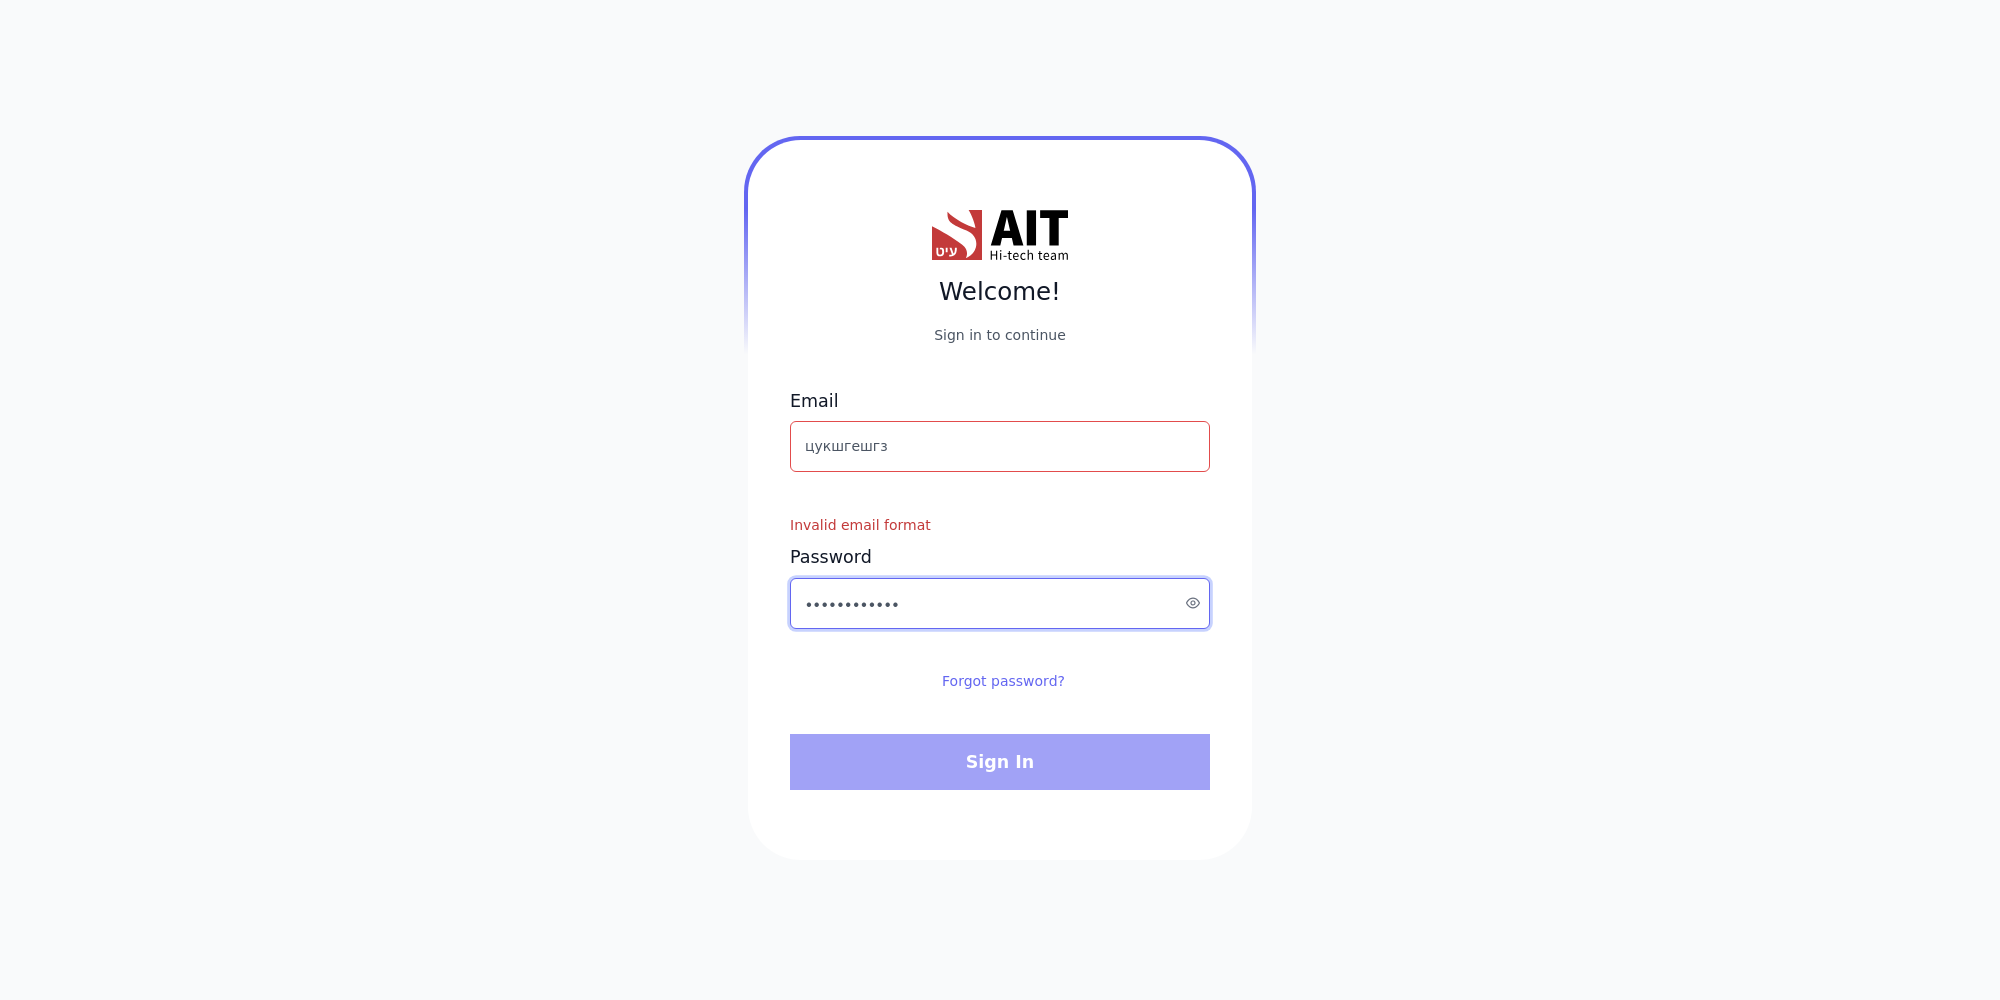 עיט
AIT
Hi-tech team
Welcome!
Sign in to continue
Email
цукшгешгз
Invalid email format
Password
••••••••••••
Forgot password?
Sign In